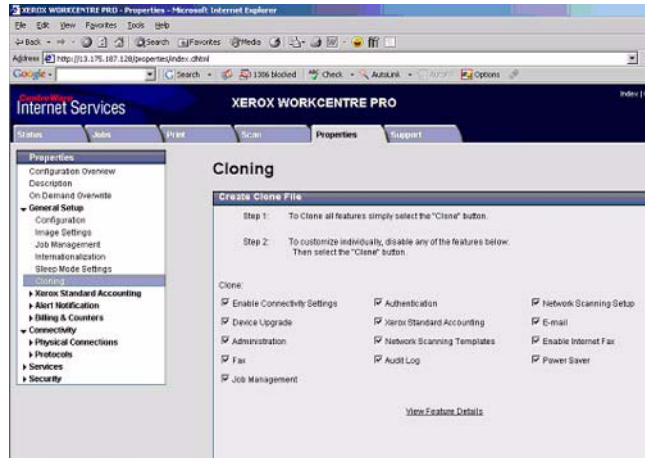 XEROX WORKCENTRE PRO - Properties - Microsoft Internet Explorer
File Edit View Favorites Tools Help
Back Search Favorites Media
Address http://13.175.187.128/properties/index.dhtml
Google Search 1306 blocked Check AutoLink Options
CentreWare
Internet Services
XEROX WORKCENTRE PRO
Index
Status Jobs Print Scan Properties Support
Properties
Configuration Overview
Description
On Demand Overwrite
General Setup
Configuration
Image Settings
Job Management
Internationalization
Sleep Mode Settings
Cloning
Xerox Standard Accounting
Alert Notification
Billing & Counters
Connectivity
Physical Connections
Protocols
Services
Security
Cloning
Create Clone File
Step 1: To Clone all features simply select the "Clone" button.
Step 2: To customize individually, disable any of the features below.
Then select the "Clone" button.
Clone:
Enable Connectivity Settings Authentication Network Scanning Setup
Device Upgrade Xerox Standard Accounting E-mail
Administration Network Scanning Templates Enable Internet Fax
Fax Audit Log Power Saver
Job Management
View Feature Details